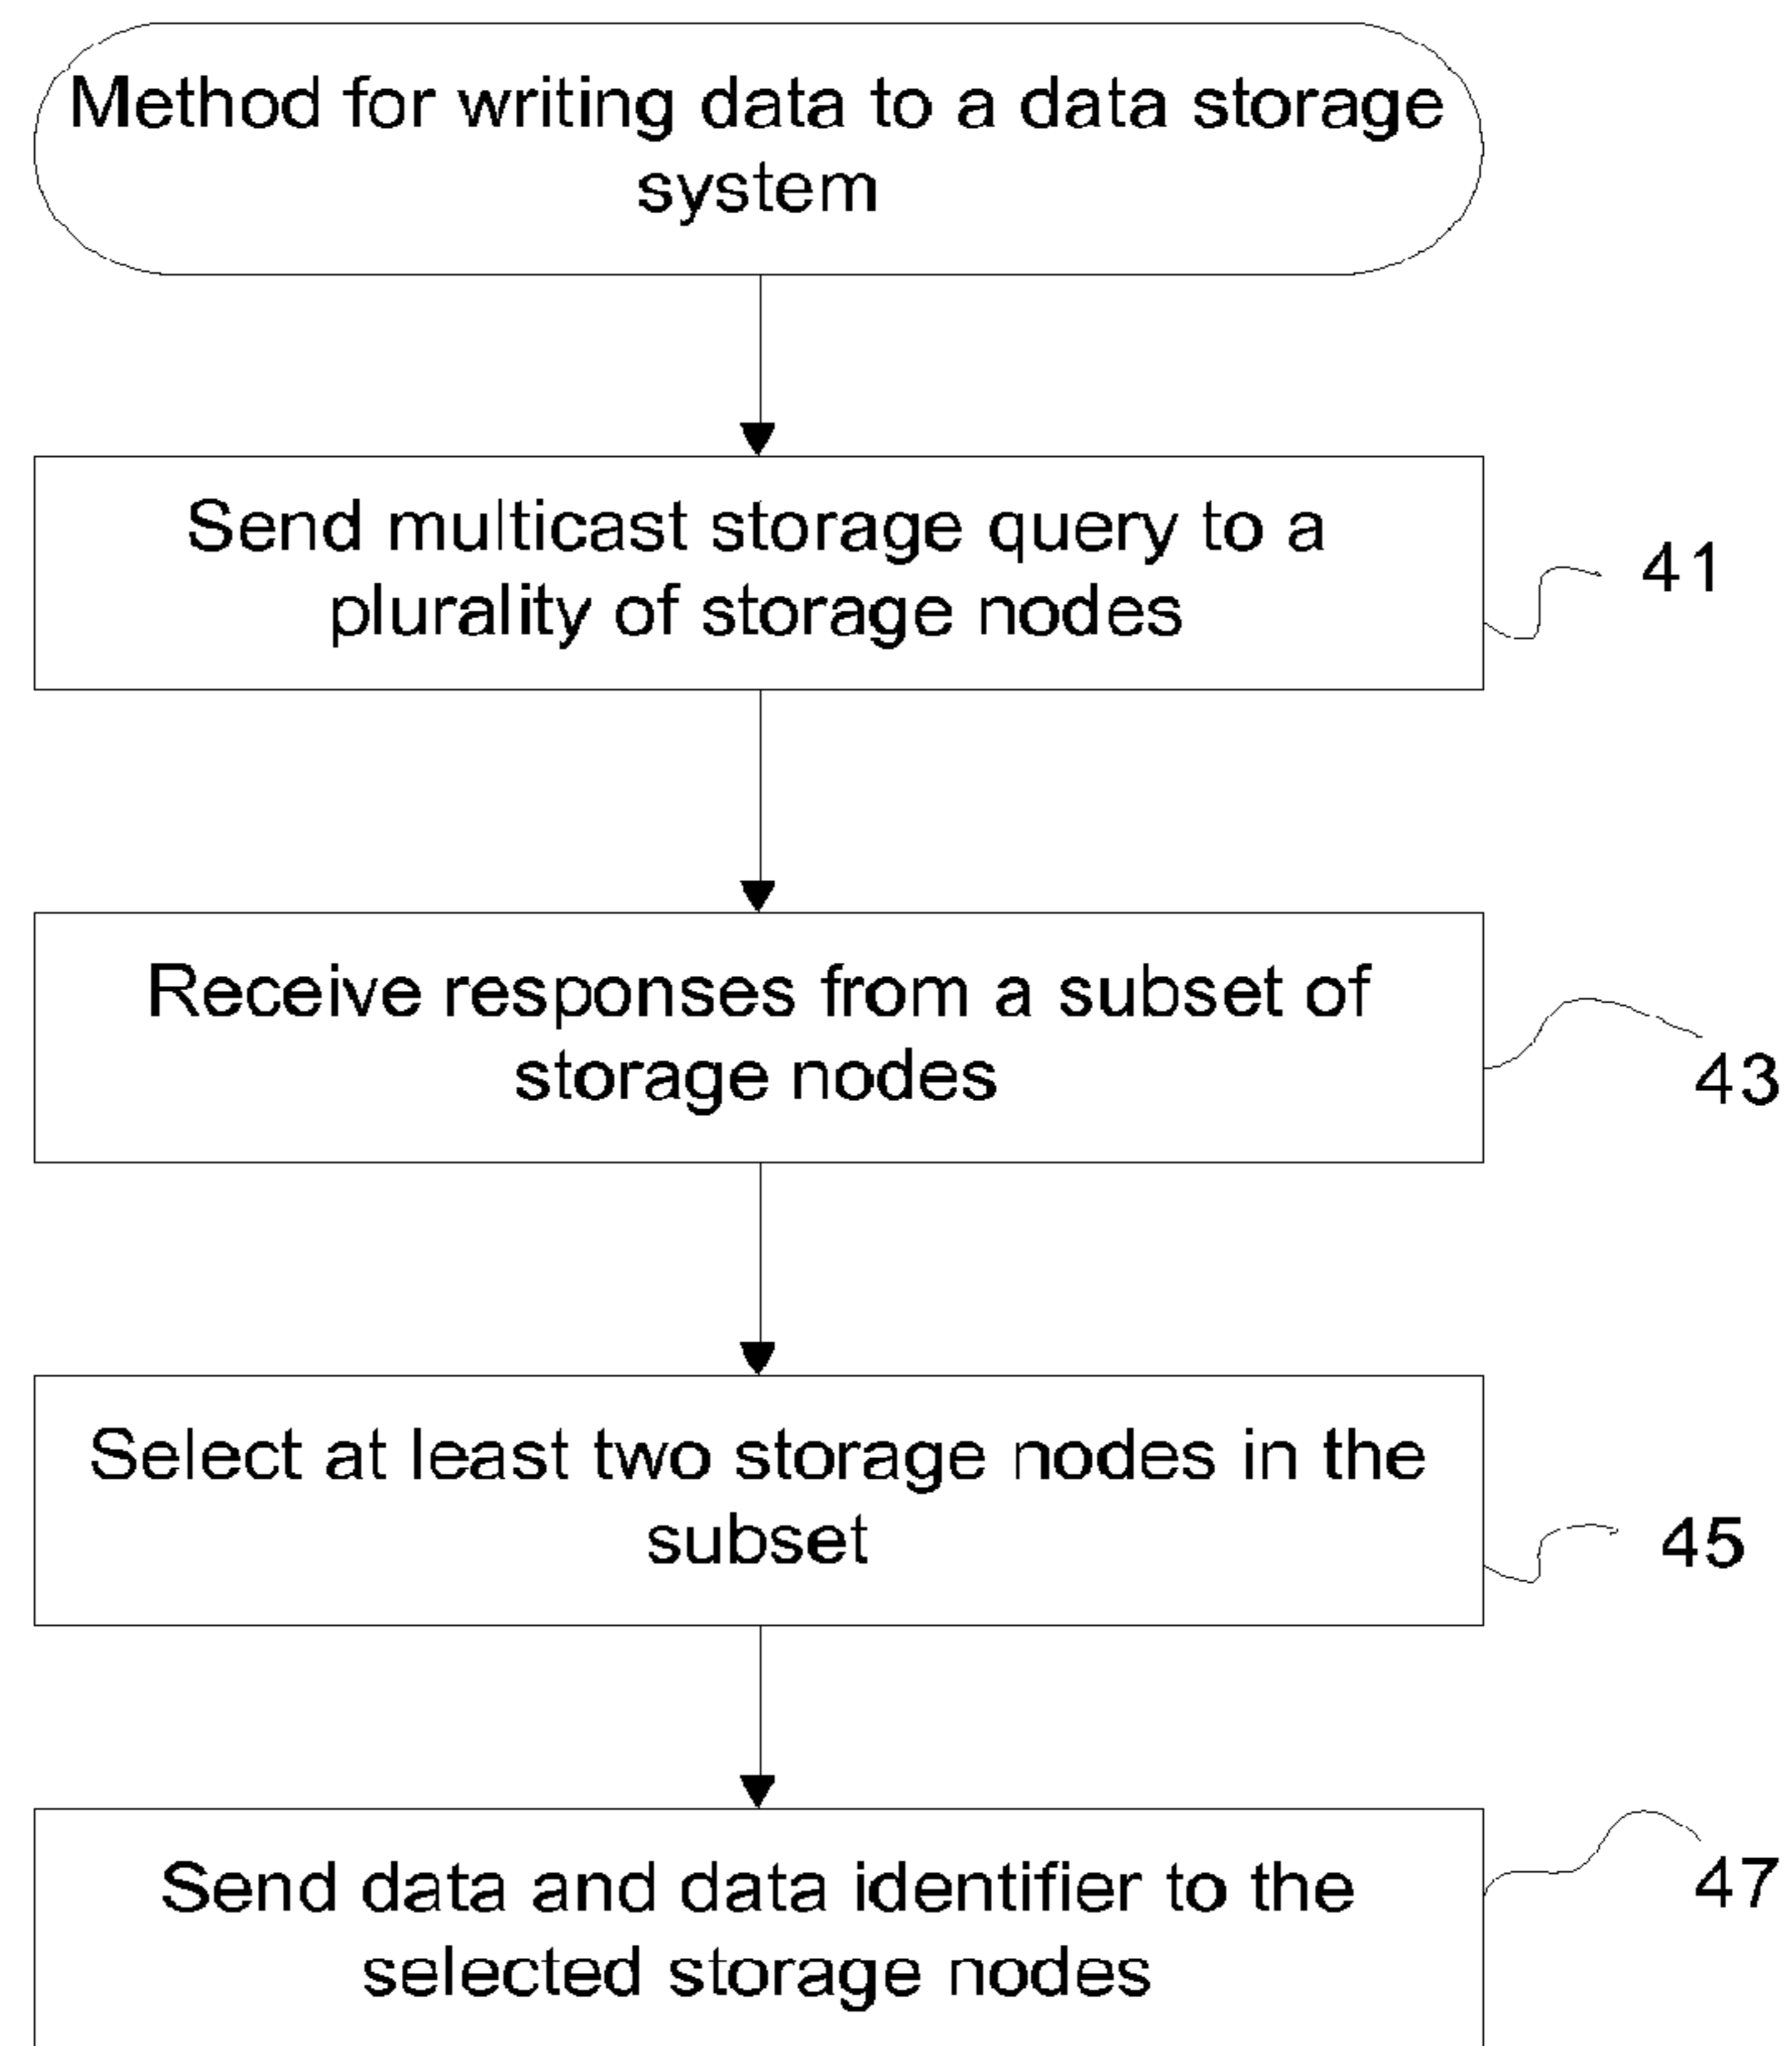 Method for writing data to a data storage
system
Send multicast storage query to a
plurality of storage nodes
41
Receive responses from a subset of
storage nodes
43
Select at least two storage nodes in the
subset
45
Send data and data identifier to the
selected storage nodes
47